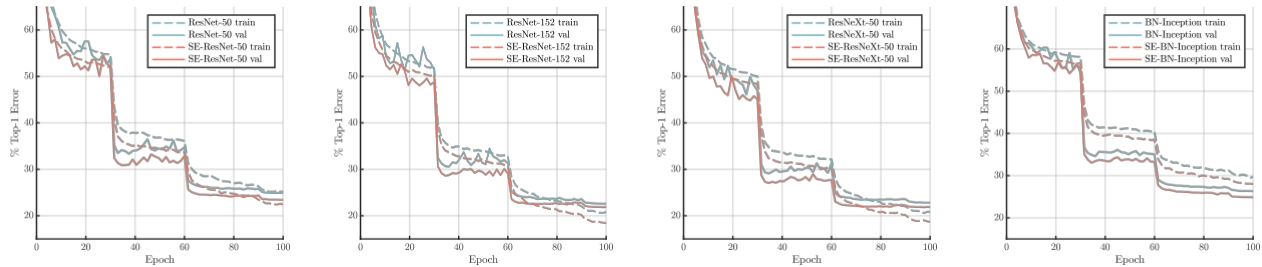 % Top-1 Error
60
50
40
30
20
0 20 40 60 80 100
Epoch
ResNet-50 train
ResNet-50 val
SE-ResNet-50 train
SE-ResNet-50 val
% Top-1 Error
60
50
40
30
20
0 20 40 60 80 100
Epoch
ResNet-152 train
ResNet-152 val
SE-ResNet-152 train
SE-ResNet-152 val
% Top-1 Error
60
50
40
30
20
0 20 40 60 80 100
Epoch
ResNeXt-50 train
ResNeXt-50 val
SE-ResNeXt-50 train
SE-ResNeXt-50 val
% Top-1 Error
70
60
50
40
30
20
0 20 40 60 80 100
Epoch
BN-Inception train
BN-Inception val
SE-BN-Inception train
SE-BN-Inception val